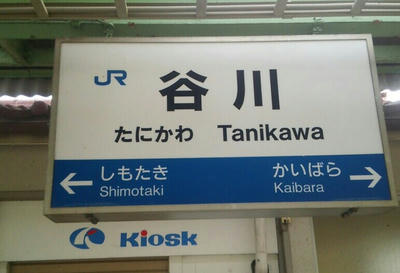 JR 谷川
たにかわ Tanikawa
しもたき かいばら
Shimotaki Kaibara
Kiosk